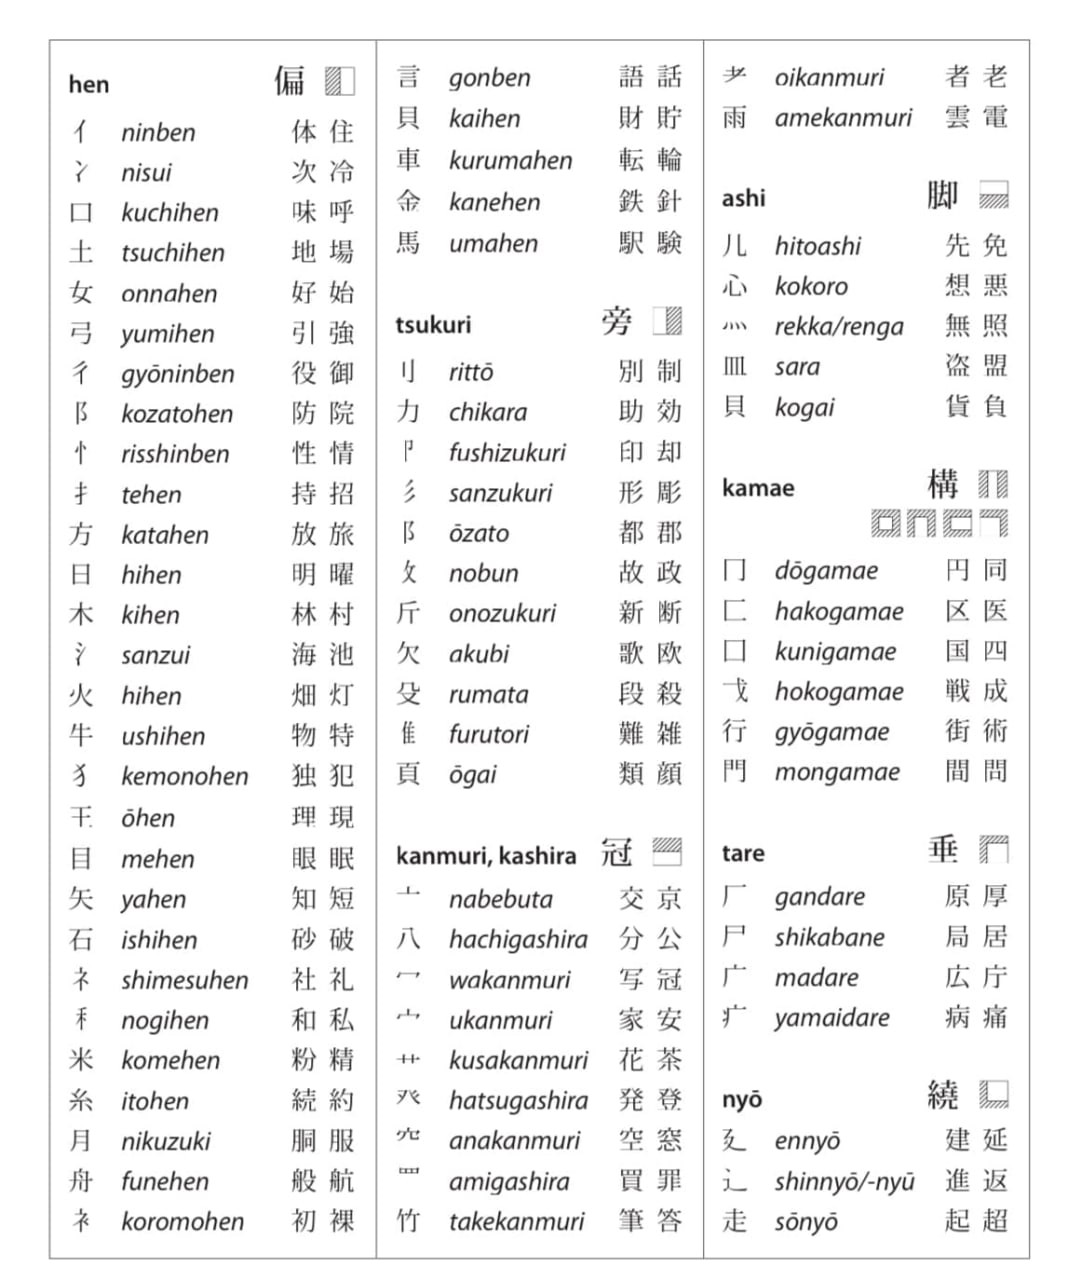 hen 偏
亻 ninben 体 住
冫 nisui 次 冷
口 kuchihen 味 呼
土 tsuchihen 地 場
女 onnahen 好 始
弓 yumihen 引 強
彳 gyōninben 役 御
阝 kozatohen 防 院
忄 risshinben 性 情
扌 tehen 持 招
方 katahen 放 旅
日 hihen 明 曜
木 kihen 林 村
氵 sanzui 海 池
火 hihen 畑 灯
牛 ushihen 物 特
犭 kemonohen 独 犯
王 ōhen 理 現
目 mehen 眼 眠
矢 yahen 知 短
石 ishihen 砂 破
礻 shimesuhen 社 礼
禾 nogihen 和 私
米 komehen 粉 精
糸 itohen 続 約
月 nikuzuki 胴 服
舟 funehen 般 航
衤 koromohen 初 裸
言 gonben 語 話
貝 kaihen 財 貯
車 kurumahen 転 輪
金 kanehen 鉄 針
馬 umahen 駅 験
tsukuri 旁
刂 rittō 別 制
力 chikara 助 効
卩 fushizukuri 印 却
彡 sanzukuri 形 彫
阝 ōzato 都 郡
攵 nobun 故 政
斤 onozukuri 新 断
欠 akubi 歌 欧
殳 rumata 段 殺
隹 furutori 難 雑
頁 ōgai 類 顔
kanmuri, kashira 冠
亠 nabebuta 交 京
八 hachigashira 分 公
冖 wakanmuri 写 冠
宀 ukanmuri 家 安
艹 kusakanmuri 花 茶
癶 hatsugashira 発 登
穴 anakanmuri 空 窓
罒 amigashira 買 罪
竹 takekanmuri 筆 答
耂 oikanmuri 者 老
雨 amekanmuri 雲 電
ashi 脚
儿 hitoashi 先 免
心 kokoro 想 悪
灬 rekka/renga 無 照
皿 sara 盗 盟
貝 kogai 貨 負
kamae 構
冂 dōgamae 円 同
匚 hakogamae 区 医
囗 kunigamae 国 四
戈 hokogamae 戦 成
行 gyōgamae 街 術
門 mongamae 間 問
tare 垂
厂 gandare 原 厚
尸 shikabane 局 居
广 madare 広 庁
疒 yamaidare 病 痛
nyō 繞
廴 ennyō 建 延
辶 shinnyō/-nyū 進 返
走 sōnyō 起 超